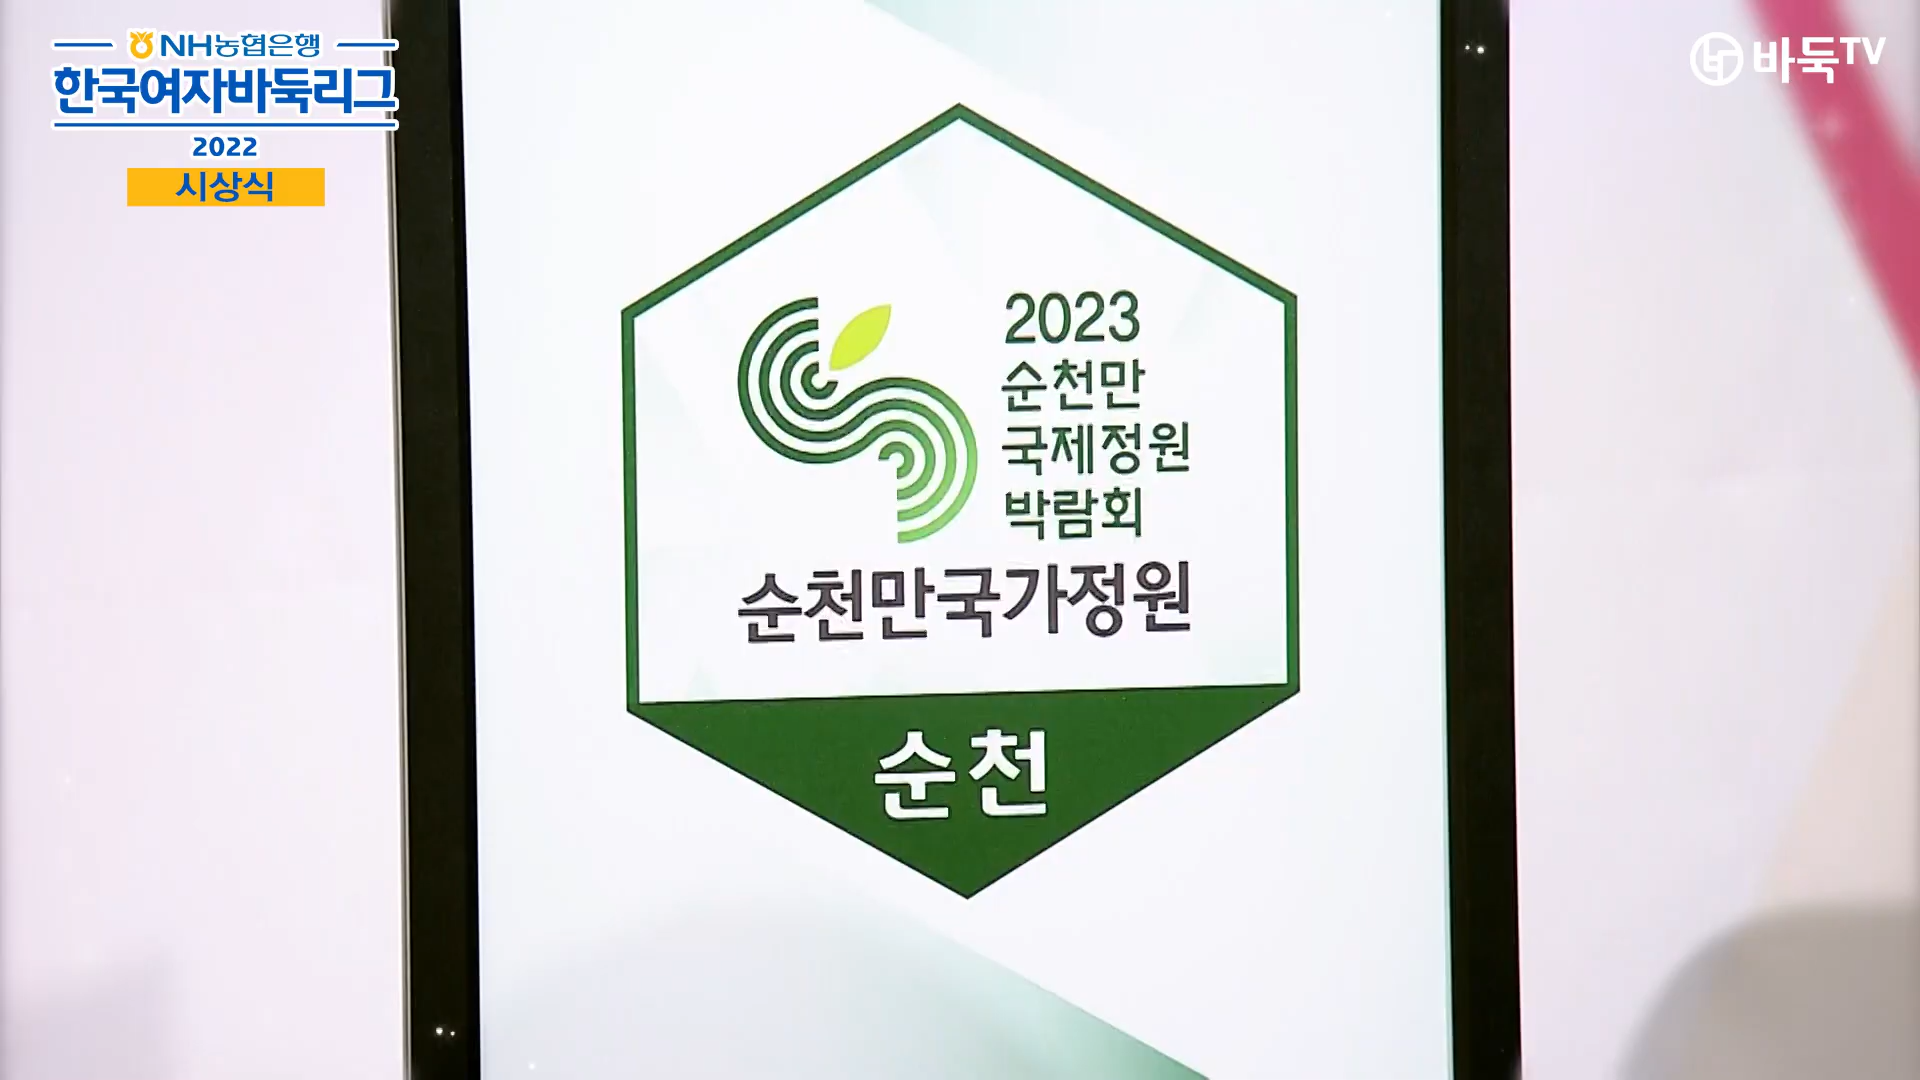 NH농협은행
한국여자바둑리그
2022
시상식
바둑TV
2023
순천만
국제정원
박람회
순천만국가정원
순천